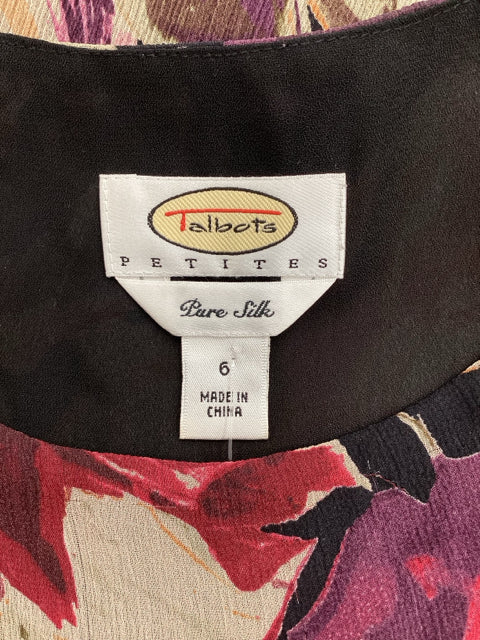 Talbots
PETITES
Pure Silk
6
MADE IN
CHINA